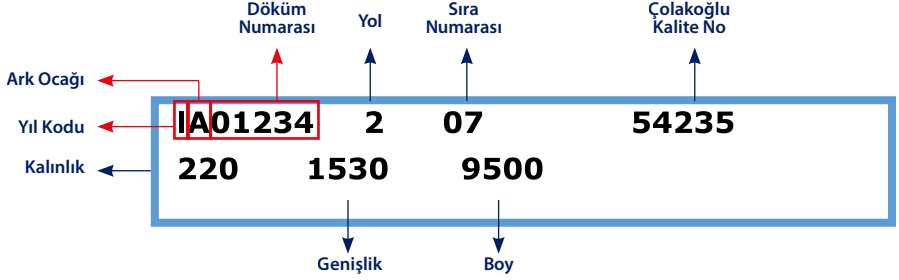 Döküm Numarası
Yol
Sıra Numarası
Çolakoğlu Kalite No
Ark Ocağı
Yıl Kodu
IA01234 2 07 54235
Kalınlık
220 1530 9500
Genişlik
Boy